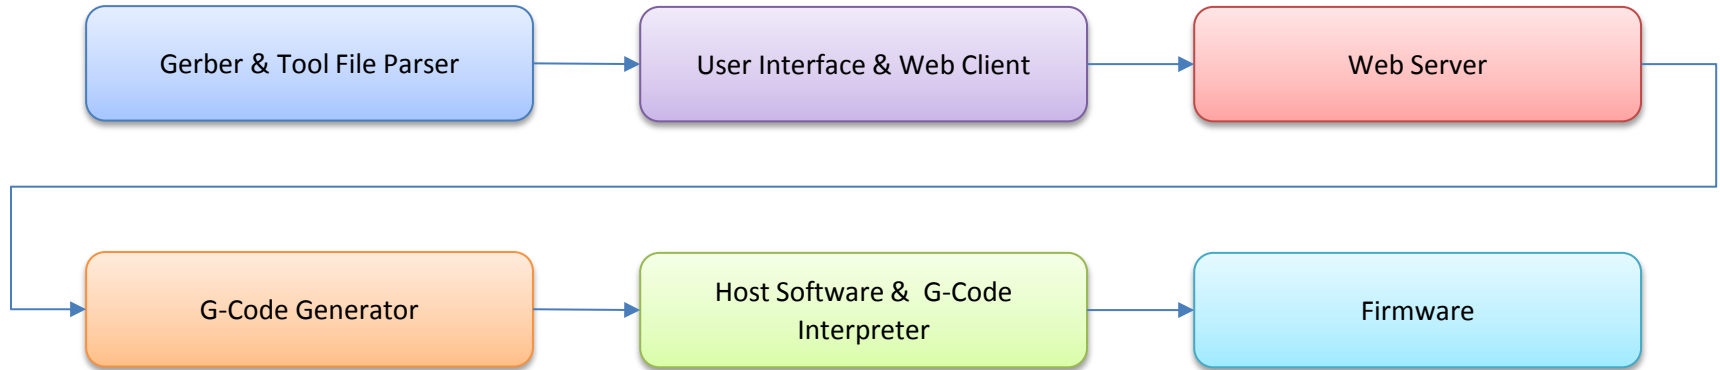 Gerber & Tool File Parser
User Interface & Web Client
Web Server
G-Code Generator
Host Software &  G-Code
Interpreter
Firmware